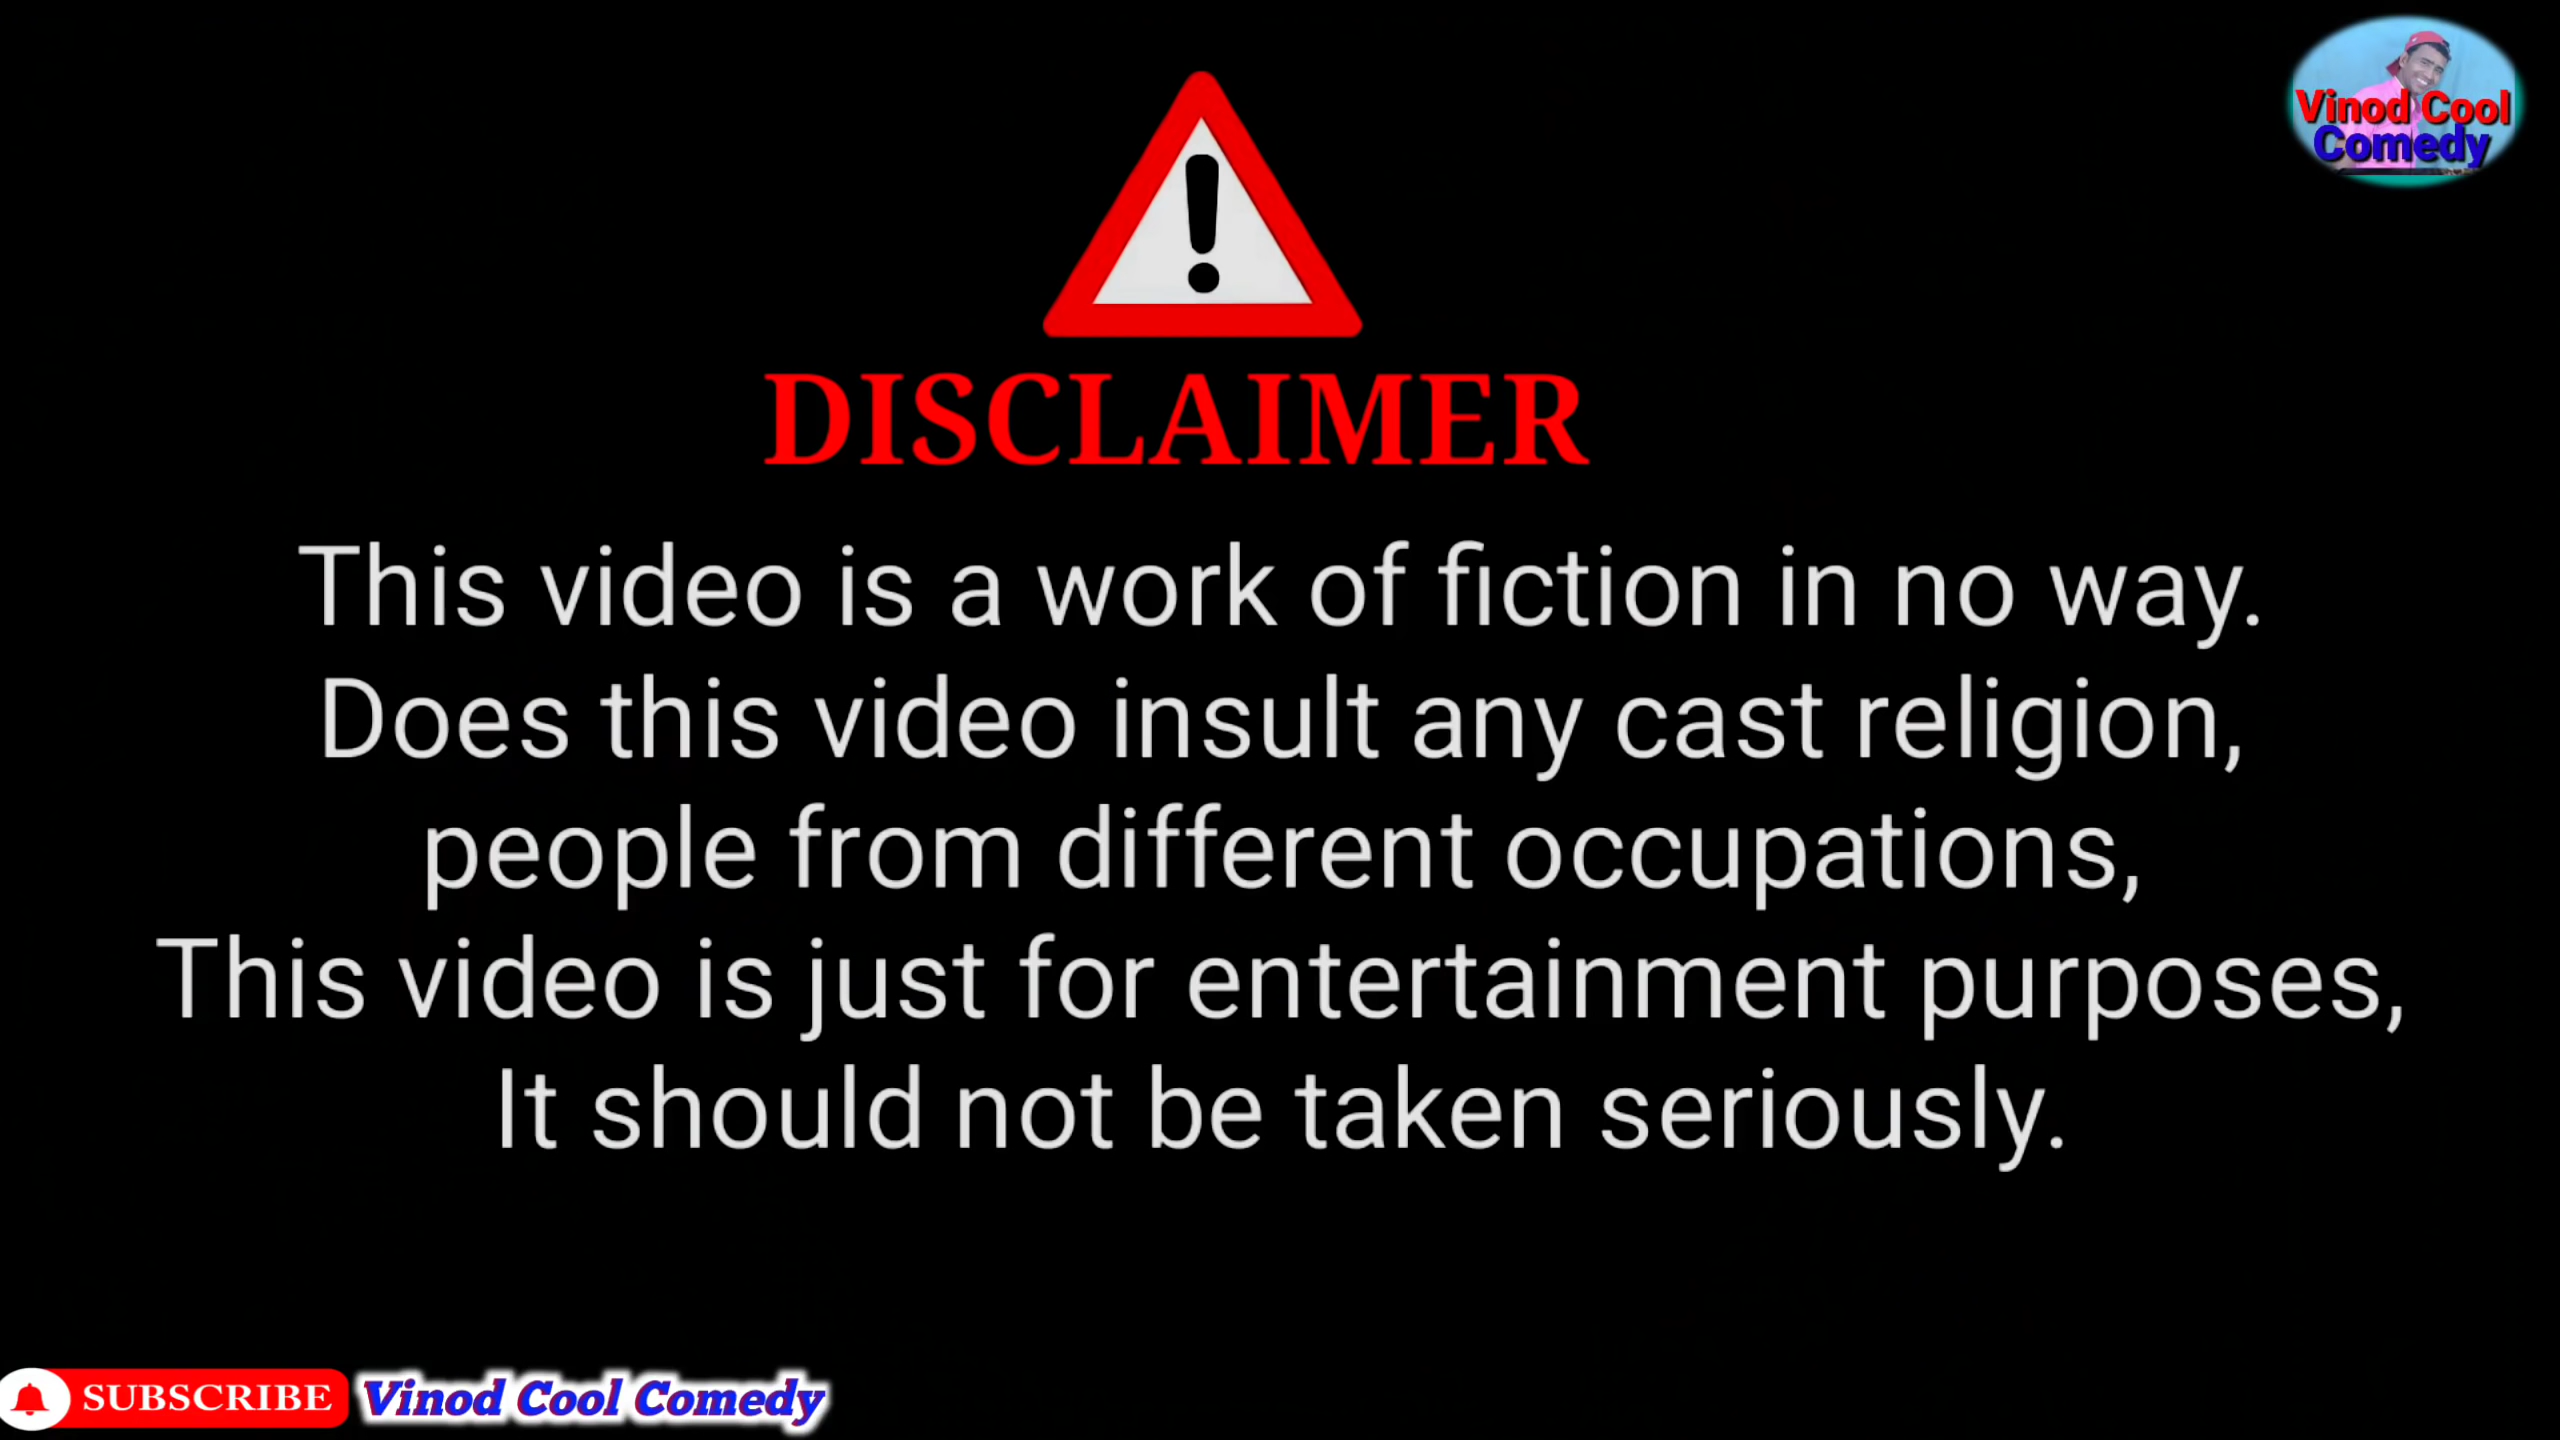 Vinod Cool
Comedy
DISCLAIMER
This video is a work of fiction in no way.
Does this video insult any cast religion,
people from different occupations,
This video is just for entertainment purposes,
It should not be taken seriously.
SUBSCRIBE Vinod Cool Comedy